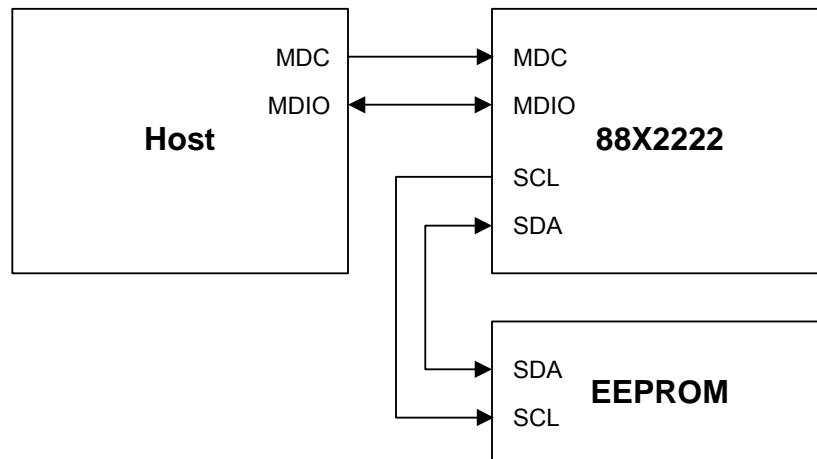 MDC
MDIO
Host
MDC
MDIO
88X2222
SCL
SDA
SDA
EEPROM
SCL